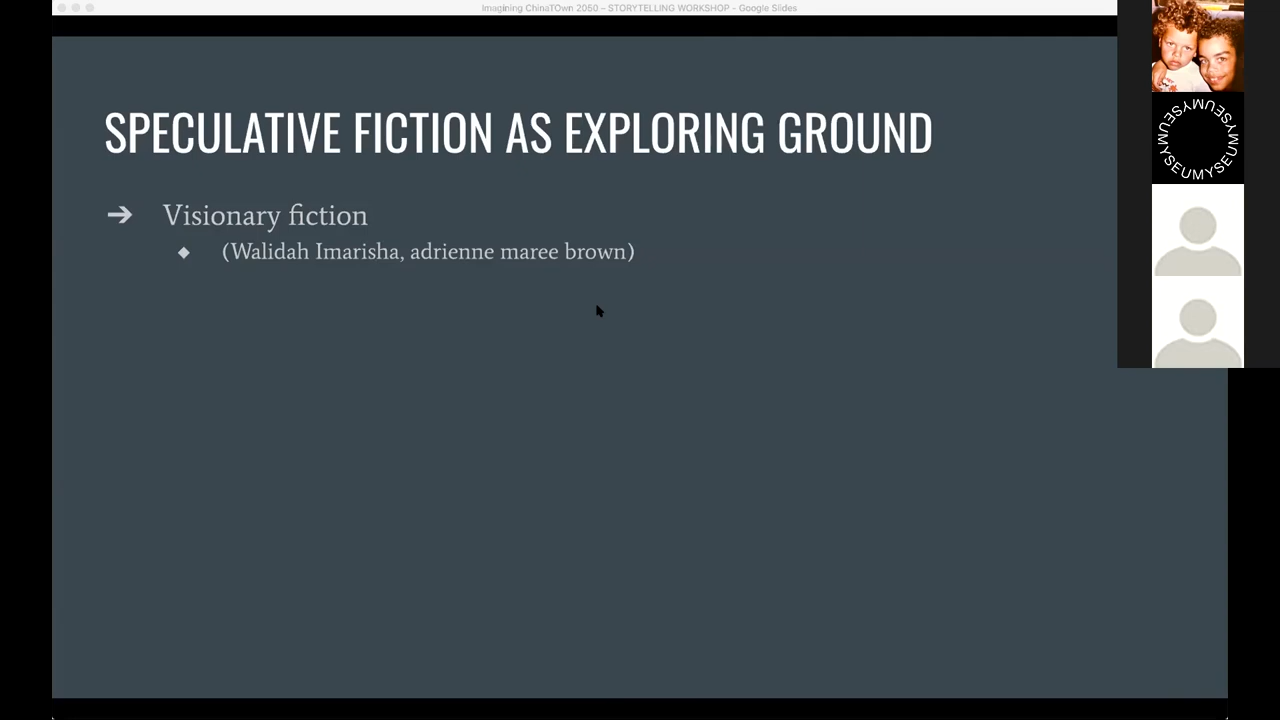 Imagining ChinaTOwn 2050 – STORYTELLING WORKSHOP - Google Slides
SPECULATIVE FICTION AS EXPLORING GROUND
➔ Visionary fiction
◆ (Walidah Imarisha, adrienne maree brown)
MYSEUMYSEUMYSEUMYSEU